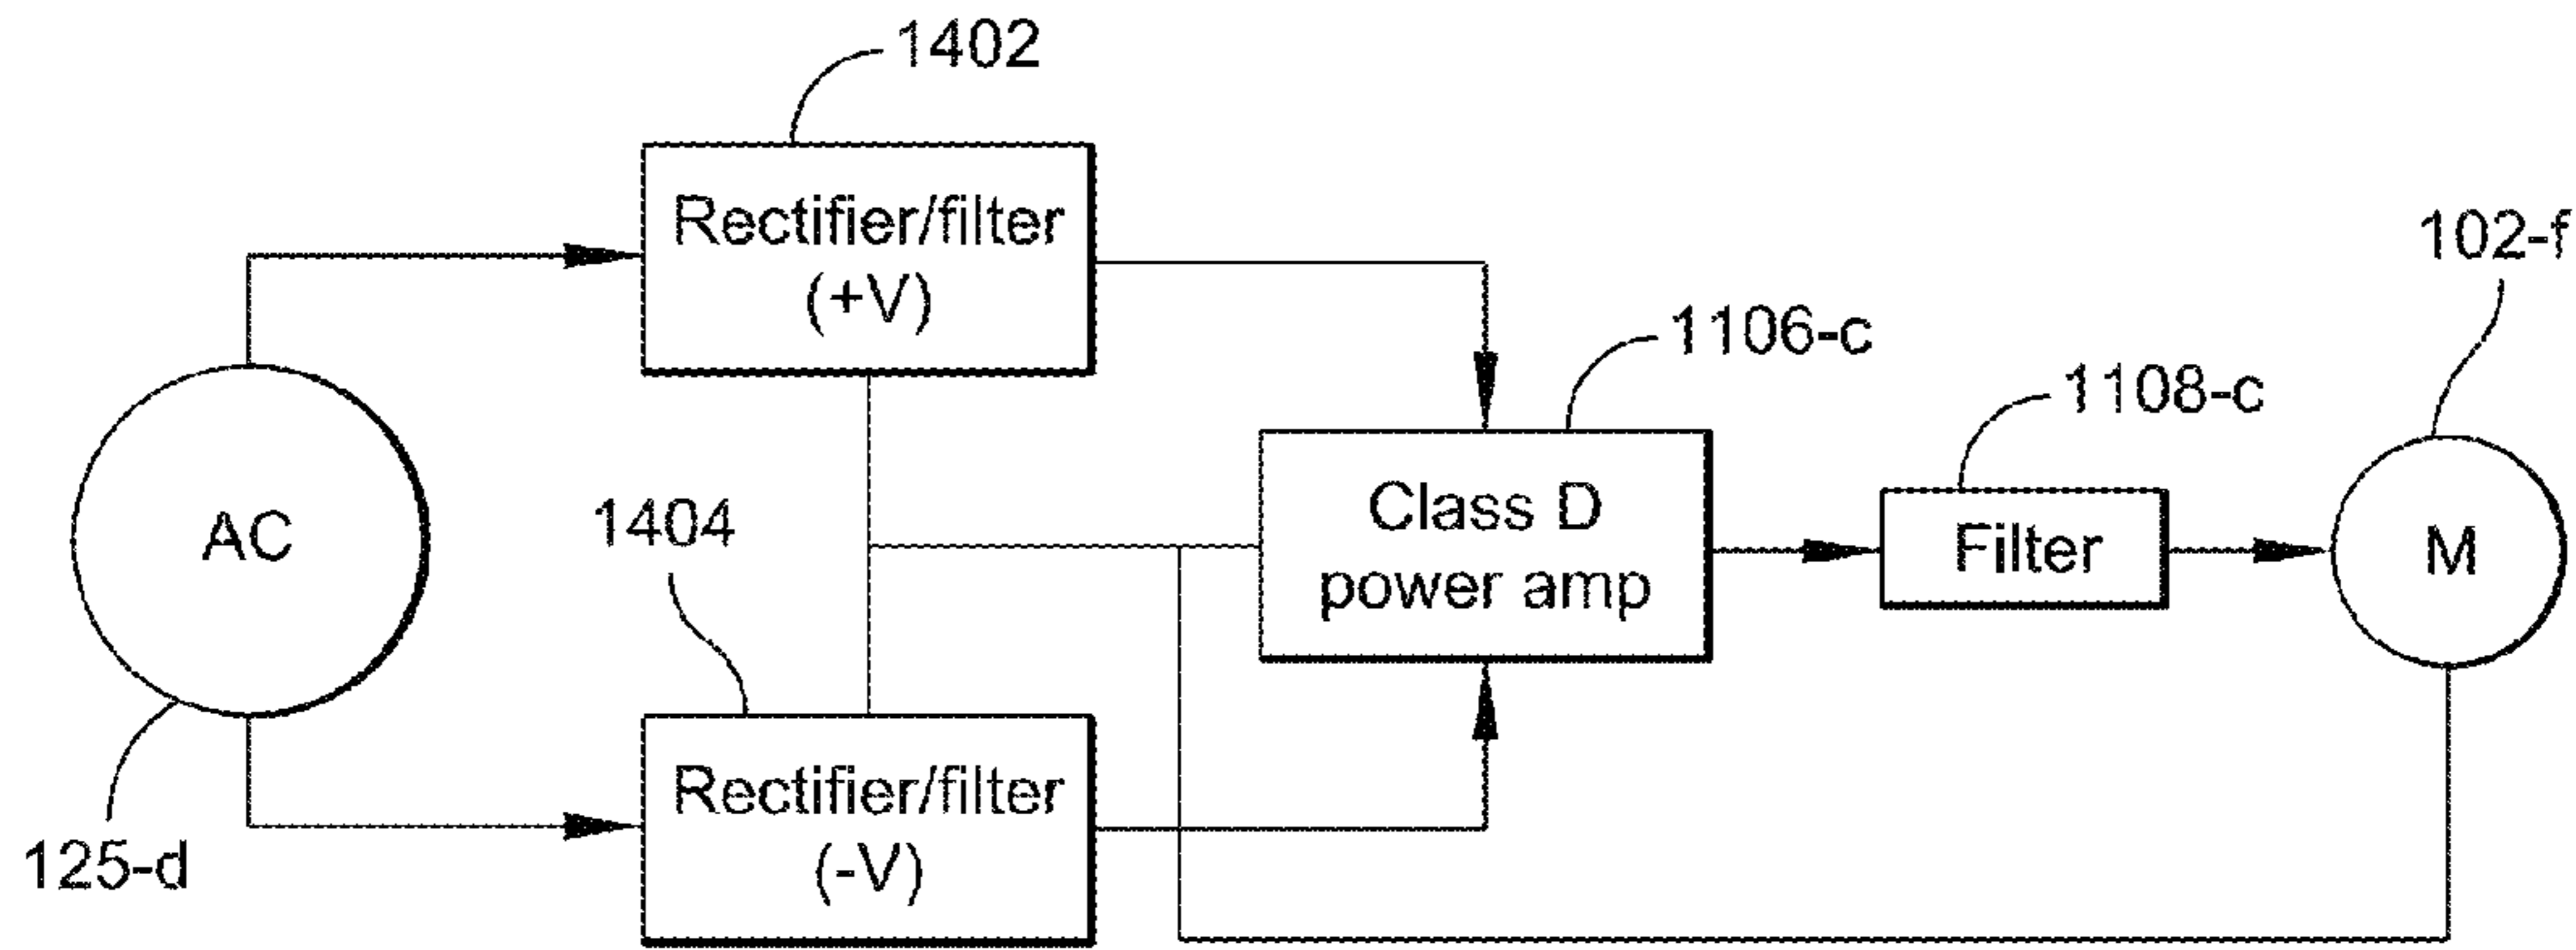 1402
Rectifier/filter
(+V)
102-f
1106-c
1108-c
AC
1404
Class D
power amp
Filter
M
Rectifier/filter
(-V)
125-d